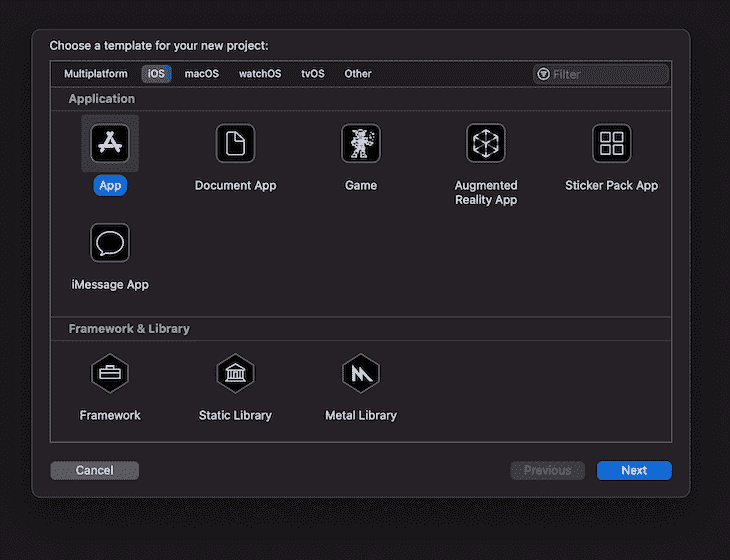 Choose a template for your new project:
Multiplatform iOS macOS watchOS tvOS Other Filter
Application
App Document App Game Augmented Reality App Sticker Pack App
iMessage App
Framework & Library
Framework Static Library Metal Library
Cancel Previous Next